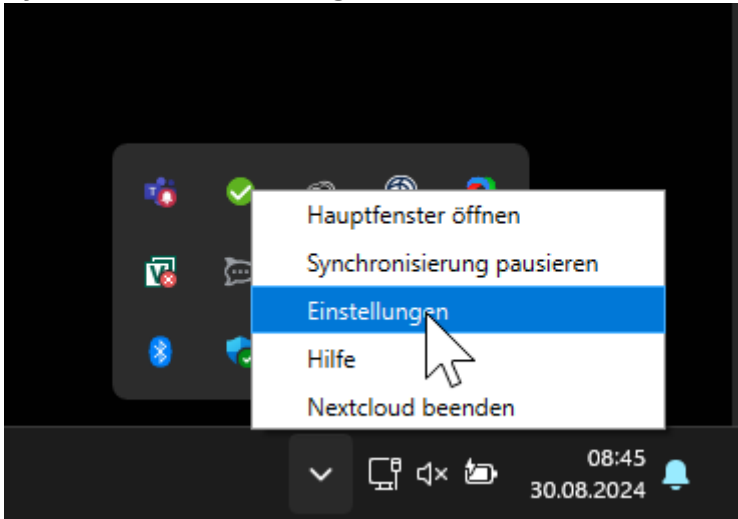 Hauptfenster öffnen
Synchronisierung pausieren
Einstellungen
Hilfe
Nextcloud beenden
08:45
30.08.2024